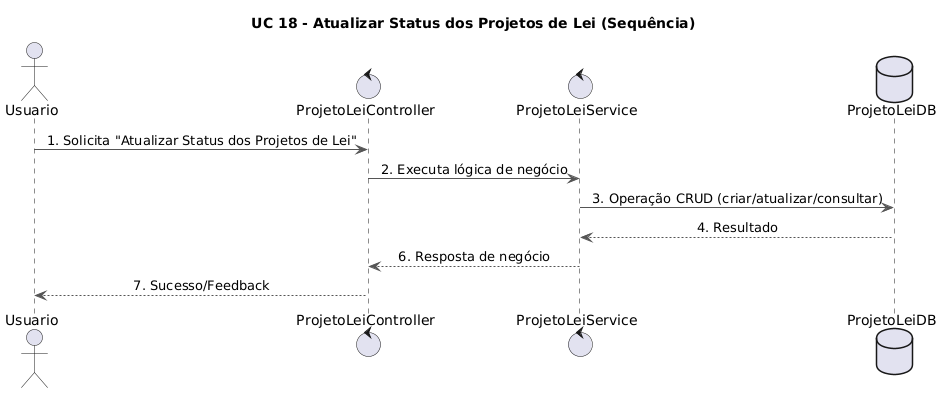 UC 18 - Atualizar Status dos Projetos de Lei (Sequência)
Usuario
ProjetoLeiController
ProjetoLeiService
ProjetoLeiDB
1. Solicita "Atualizar Status dos Projetos de Lei"
2. Executa lógica de negócio
3. Operação CRUD (criar/atualizar/consultar)
4. Resultado
6. Resposta de negócio
7. Sucesso/Feedback
Usuario
ProjetoLeiController
ProjetoLeiService
ProjetoLeiDB